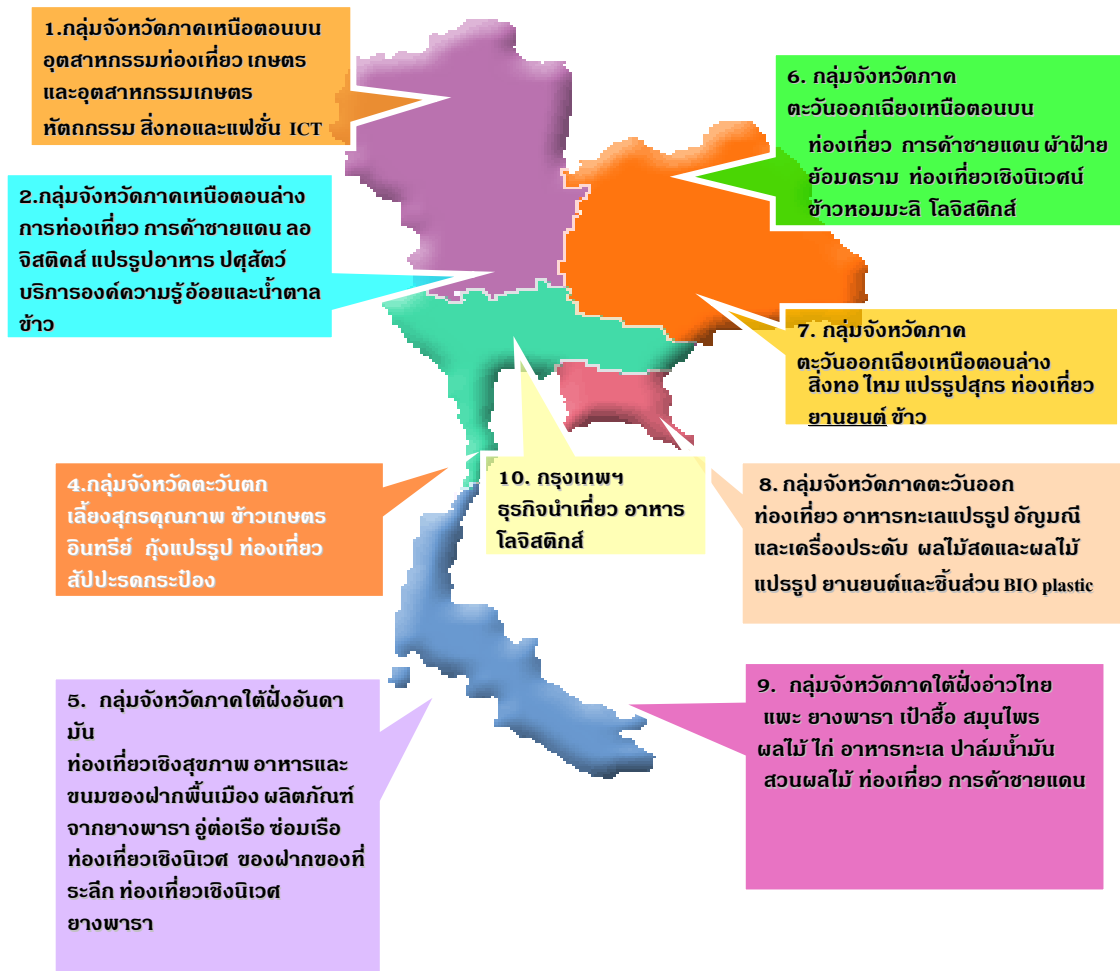 1.กลุ่มจังหวัดภาคเหนือตอนบน
อุตสาหกรรมท่องเที่ยว เกษตร
และอุตสาหกรรมเกษตร
หัตถกรรม สิ่งทอและแฟชั่น ICT
2.กลุ่มจังหวัดภาคเหนือตอนล่าง
การท่องเที่ยว การค้าชายแดน ลอ
จิสติคส์ แปรรูปอาหาร ปศุสัตว์
บริการองค์ความรู้ อ้อยและน้ำตาล
ข้าว
4.กลุ่มจังหวัดตะวันตก
เลี้ยงสุกรคุณภาพ ข้าวเกษตร
อินทรีย์ กุ้งแปรรูป ท่องเที่ยว
สัปปะรดกระป๋อง
5. กลุ่มจังหวัดภาคใต้ฝั่งอันดา
มัน
ท่องเที่ยวเชิงสุขภาพ อาหารและ
ขนมของฝากพื้นเมือง ผลิตภัณฑ์
จากยางพารา อู่ต่อเรือ ซ่อมเรือ
ท่องเที่ยวเชิงนิเวศ ของฝากของที่
ระลึก ท่องเที่ยวเชิงนิเวศ
ยางพารา
6. กลุ่มจังหวัดภาค
ตะวันออกเฉียงเหนือตอนบน
ท่องเที่ยว การค้าชายแดน ผ้าฝ้าย
ย้อมคราม ท่องเที่ยวเชิงนิเวศน์
ข้าวหอมมะลิ โลจิสติกส์
7. กลุ่มจังหวัดภาค
ตะวันออกเฉียงเหนือตอนล่าง
สิ่งทอ ไหม แปรรูปสุกร ท่องเที่ยว
ยานยนต์ ข้าว
8. กลุ่มจังหวัดภาคตะวันออก
ท่องเที่ยว อาหารทะเลแปรรูป อัญมณี
และเครื่องประดับ ผลไม้สดและผลไม้
แปรรูป ยานยนต์และชิ้นส่วน BIO plastic
9. กลุ่มจังหวัดภาคใต้ฝั่งอ่าวไทย
แพะ ยางพารา เป๋าฮื้อ สมุนไพร
ผลไม้ ไก่ อาหารทะเล ปาล์มน้ำมัน
สวนผลไม้ ท่องเที่ยว การค้าชายแดน
10. กรุงเทพฯ
ธุรกิจนำเที่ยว อาหาร
โลจิสติกส์